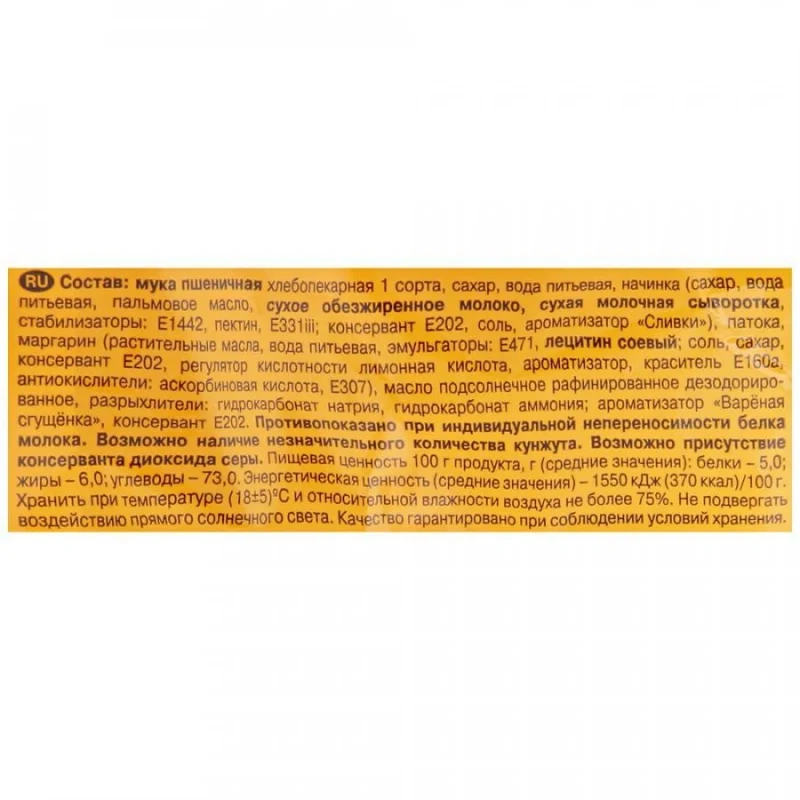 RU Состав: мука пшеничная хлебопекарная 1 сорта, сахар, вода питьевая, начинка (сахар, вода
питьевая, пальмовое масло, сухое обезжиренное молоко, сухая молочная сыворотка,
стабилизаторы: Е1442, пектин, Е331iii; консервант Е202, соль, ароматизатор «Сливки»), патока,
маргарин (растительные масла, вода питьевая, эмульгаторы: Е471, лецитин соевый; соль, сахар,
консервант Е202, регулятор кислотности лимонная кислота, ароматизатор, краситель Е160а,
антиокислители: аскорбиновая кислота, Е307), масло подсолнечное рафинированное дезодориро-
ванное, разрыхлители: гидрокарбонат натрия, гидрокарбонат аммония; ароматизатор «Варёная
сгущёнка», консервант Е202. Противопоказано при индивидуальной непереносимости белка
молока. Возможно наличие незначительного количества кунжута. Возможно присутствие
консерванта диоксида серы. Пищевая ценность 100 г продукта, г (средние значения): белки – 5,0;
жиры – 6,0; углеводы – 73,0. Энергетическая ценность (средние значения) – 1550 кДж (370 ккал)/100 г.
Хранить при температуре (18±5)ºС и относительной влажности воздуха не более 75%. Не подвергать
воздействию прямого солнечного света. Качество гарантировано при соблюдении условий хранения.